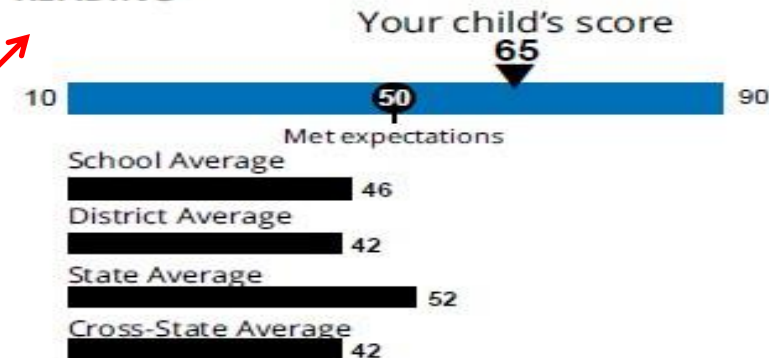 Your child's score
65
10 50 90
Met expectations
School Average
46
District Average
42
State Average
52
Cross-State Average
42